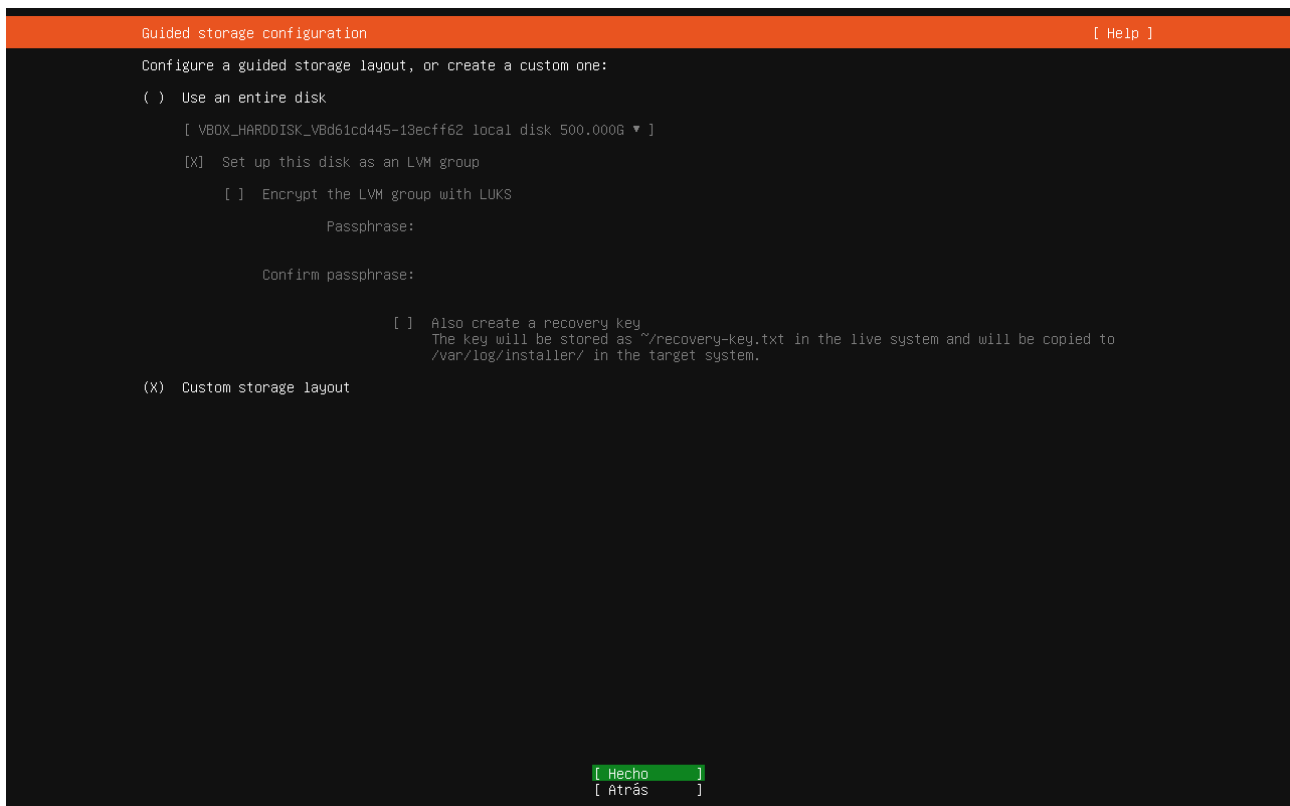 Guided storage configuration [ Help ]
Configure a guided storage layout, or create a custom one:
( ) Use an entire disk
[ VBOX_HARDDISK_VBd61cd445-13ecff62 local disk 500.000G ▾ ]
[X] Set up this disk as an LVM group
[ ] Encrypt the LVM group with LUKS
Passphrase:
Confirm passphrase:
[ ] Also create a recovery key
The key will be stored as ~/recovery-key.txt in the live system and will be copied to
/var/log/installer/ in the target system.
(X) Custom storage layout
[ Hecho ]
[ Atrás ]